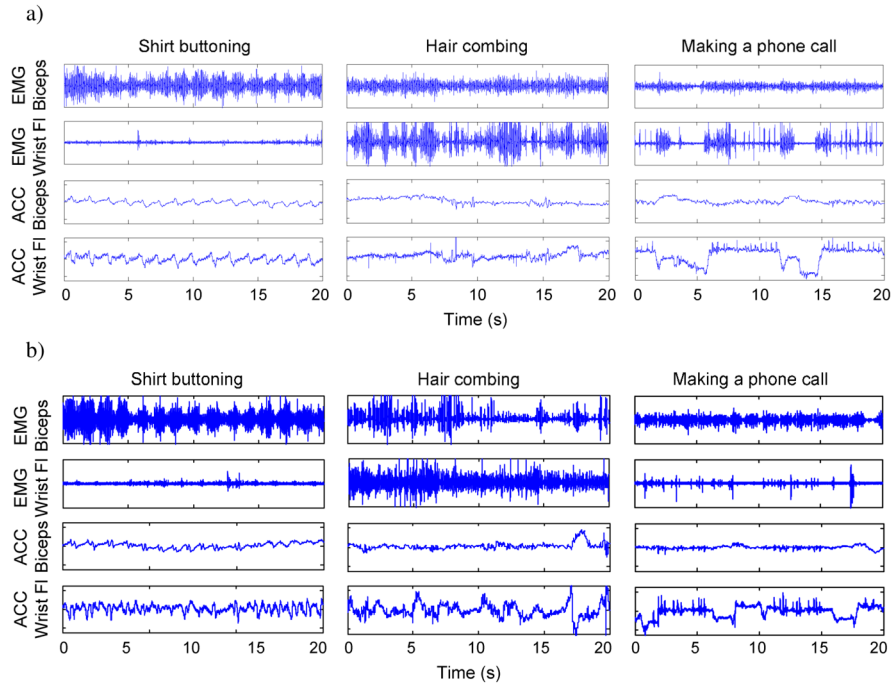 a)
Shirt buttoning Hair combing Making a phone call
EMG Biceps
EMG Wrist Fl
ACC Biceps
ACC Wrist Fl
0 5 10 15 20 0 5 10 15 20 0 5 10 15 20
Time (s)
b)
Shirt buttoning Hair combing Making a phone call
EMG Biceps
EMG Wrist Fl
ACC Biceps
ACC Wrist Fl
0 5 10 15 20 0 5 10 15 20 0 5 10 15 20
Time (s)